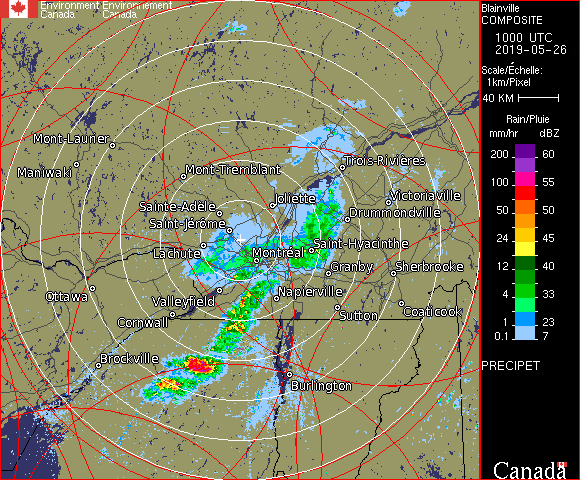 Environment Environnement
Canada Canada
Blainville
COMPOSITE
1000 UTC
2019-05-26
Scale/Échelle:
1km/Pixel
40 KM
Rain/Pluie
mm/hr dBZ
200 60
100 55
50 50
24 45
12 40
8 35
4 33
1 23
0.1 7
PRECIPET
Canada
Mont-Laurier
Maniwaki
Mont-Tremblant
Trois-Rivières
Joliette
Victoriaville
Sainte-Adèle
Drummondville
Saint-Jérôme
Saint-Hyacinthe
Lachute
Montréal
Granby
Sherbrooke
Ottawa
Valleyfield
Napierville
Cornwall
Sutton
Coaticook
Brockville
Burlington